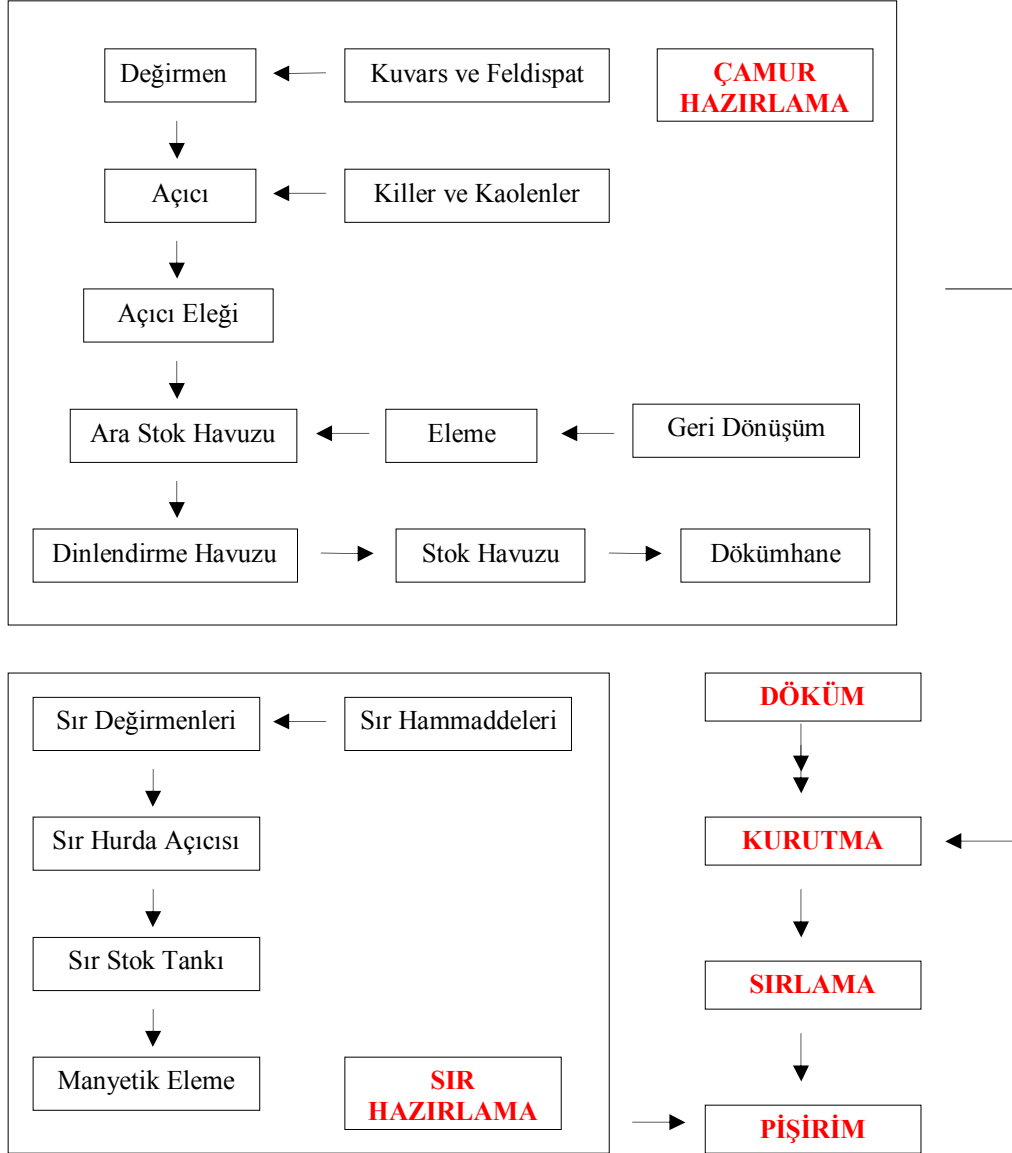 Değirmen
Kuvars ve Feldispat
ÇAMUR
HAZIRLAMA
Açıcı
Killer ve Kaolenler
Açıcı Eleği
Ara Stok Havuzu
Eleme
Geri Dönüşüm
Dinlendirme Havuzu
Stok Havuzu
Dökümhane
Sır Değirmenleri
Sır Hammaddeleri
Sır Hurda Açıcısı
Sır Stok Tankı
Manyetik Eleme
SIR
HAZIRLAMA
DÖKÜM
KURUTMA
SIRLAMA
PİŞİRİM